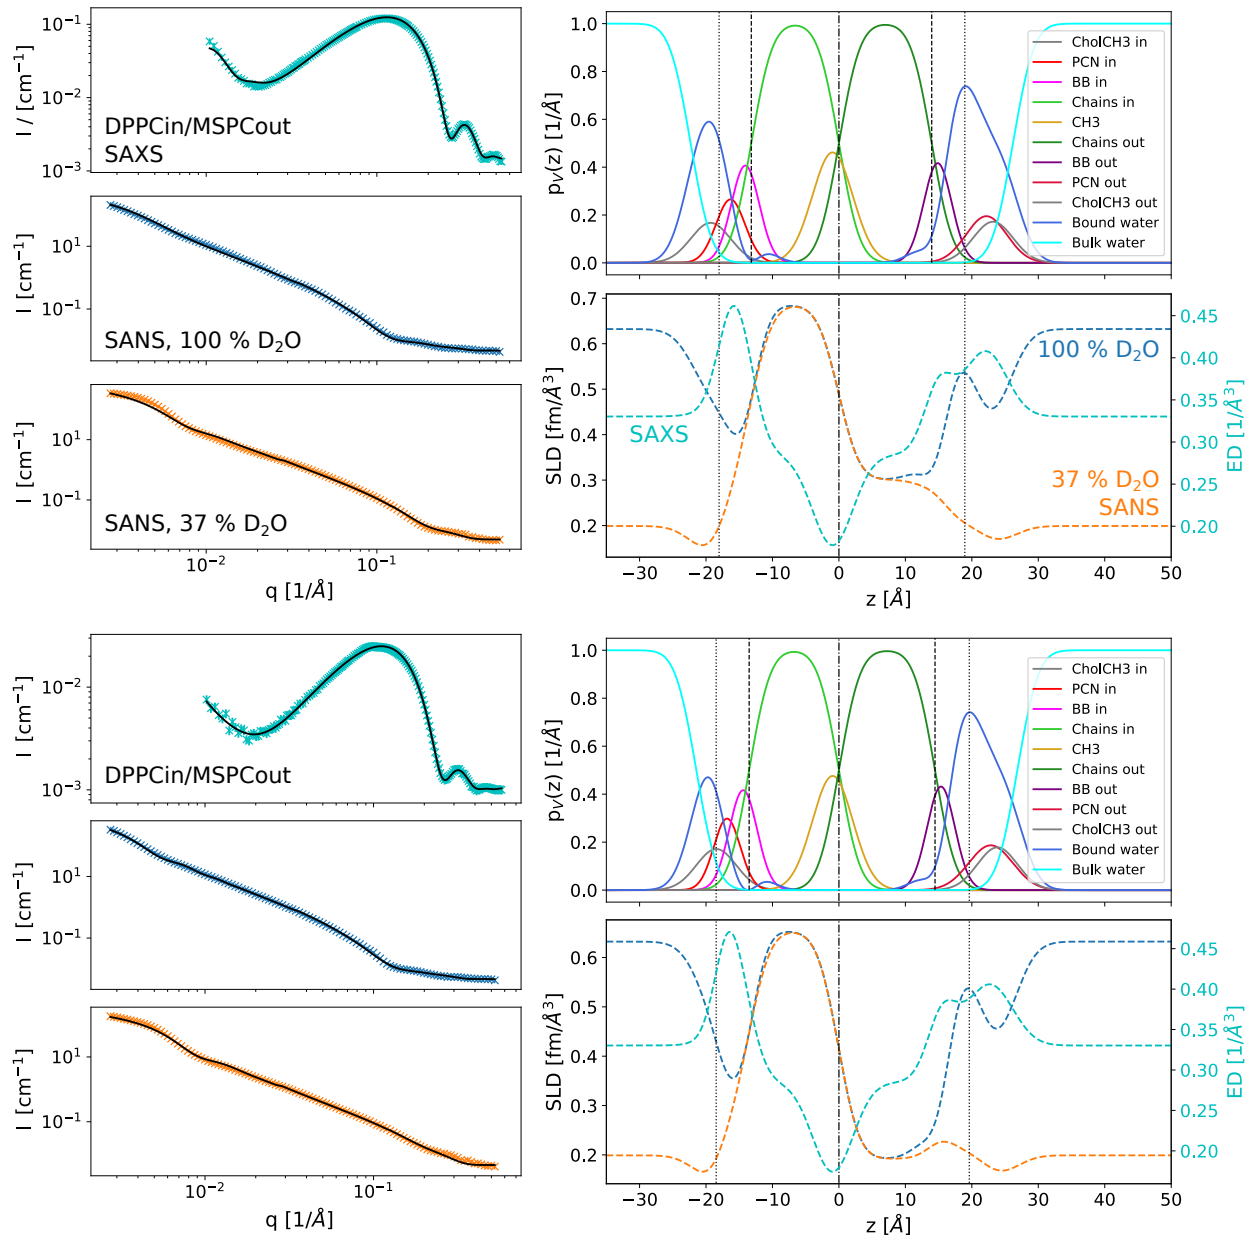 10⁻¹
10⁻²
10⁻³
I / [cm⁻¹]
DPPCin/MSPCout
SAXS
10¹
10⁻¹
I [cm⁻¹]
SANS, 100 % D₂O
10¹
10⁻¹
I [cm⁻¹]
SANS, 37 % D₂O
10⁻² 10⁻¹
q [1/Å]
1.0
0.8
0.6
0.4
0.2
0.0
p_V(z) [1/Å]
CholCH3 in
PCN in
BB in
Chains in
CH3
Chains out
BB out
PCN out
CholCH3 out
Bound water
Bulk water
0.7
0.6
0.5
0.4
0.3
0.2
SLD [fm/Å³]
100 % D₂O
SAXS
37 % D₂O
SANS
0.45
0.40
0.35
0.30
0.25
0.20
ED [1/Å³]
−30 −20 −10 0 10 20 30 40 50
z [Å]
10⁻²
10⁻³
I [cm⁻¹]
DPPCin/MSPCout
10¹
10⁻¹
I [cm⁻¹]
10¹
10⁻¹
I [cm⁻¹]
10⁻² 10⁻¹
q [1/Å]
1.0
0.8
0.6
0.4
0.2
0.0
p_V(z) [1/Å]
CholCH3 in
PCN in
BB in
Chains in
CH3
Chains out
BB out
PCN out
CholCH3 out
Bound water
Bulk water
0.6
0.5
0.4
0.3
0.2
SLD [fm/Å³]
0.45
0.40
0.35
0.30
0.25
0.20
0.15
ED [1/Å³]
−30 −20 −10 0 10 20 30 40 50
z [Å]